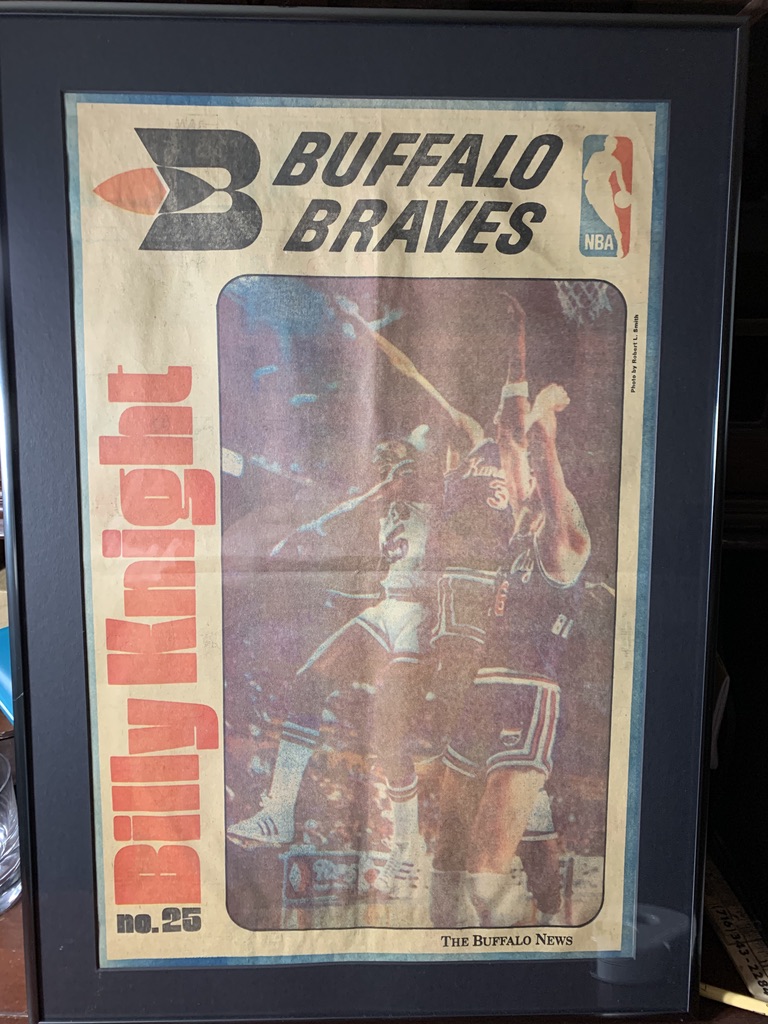 BUFFALO
BRAVES
NBA
Photo by Robert L. Smith
Billy Knight
no.25
THE BUFFALO NEWS